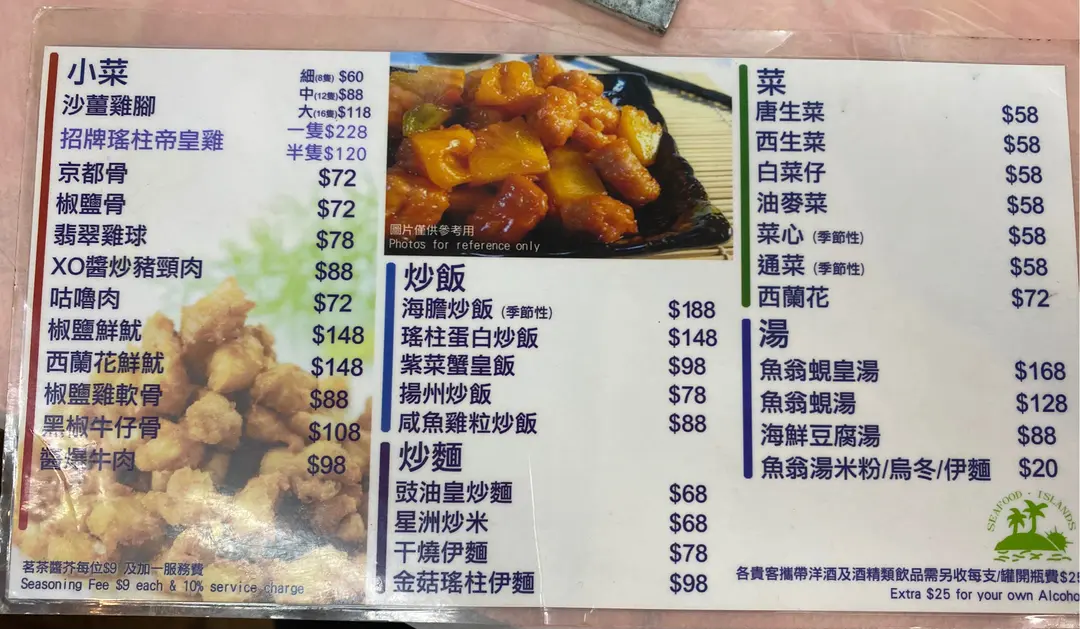 小菜
沙薑雞腳 細(8隻) $60
中(12隻)$88
大(16隻)$118
招牌瑤柱帝皇雞 一隻$228
半隻$120
京都骨 $72
椒鹽骨 $72
翡翠雞球 $78
XO醬炒豬頸肉 $88
咕嚕肉 $72
椒鹽鮮魷 $148
西蘭花鮮魷 $148
椒鹽雞軟骨 $88
黑椒牛仔骨 $108
醬爆牛肉 $98
茗茶醬芥每位$9 及加一服務費
Seasoning Fee $9 each & 10% service charge
圖片僅供參考用
Photos for reference only
炒飯
海膽炒飯 (季節性) $188
瑤柱蛋白炒飯 $148
紫菜蟹皇飯 $98
揚州炒飯 $78
咸魚雞粒炒飯 $88
炒麵
豉油皇炒麵 $68
星洲炒米 $68
干燒伊麵 $78
金菇瑤柱伊麵 $98
菜
唐生菜 $58
西生菜 $58
白菜仔 $58
油麥菜 $58
菜心 (季節性) $58
通菜 (季節性) $58
西蘭花 $72
湯
魚翁蜆皇湯 $168
魚翁蜆湯 $128
海鮮豆腐湯 $88
魚翁湯米粉/烏冬/伊麵 $20
SEAFOOD · ISLANDS
各貴客攜帶洋酒及酒精類飲品需另收每支/罐開瓶費$25
Extra $25 for your own Alcoho